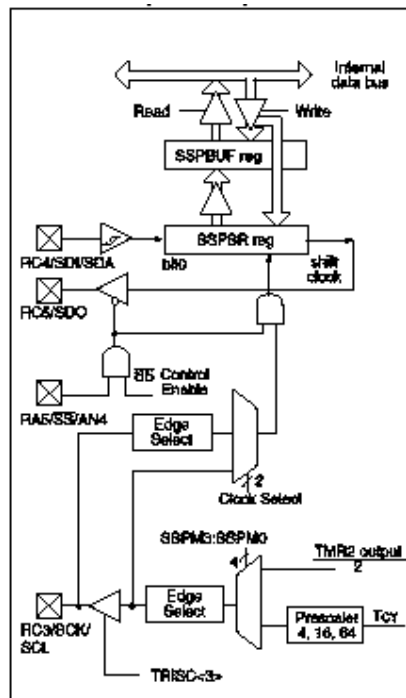 Internal
data bus
Read
Write
SSPBUF reg
SSPSR reg
RC4/SDI/SDA
bit0
shift
clock
RC5/SDO
SS Control
Enable
RA5/SS/AN4
Edge
Select
2
Clock Select
SSPM3:SSPM0
TMR2 output
4
2
Edge
Select
Prescaler
4, 16, 64
TCY
RC3/SCK/
SCL
TRISC<3>